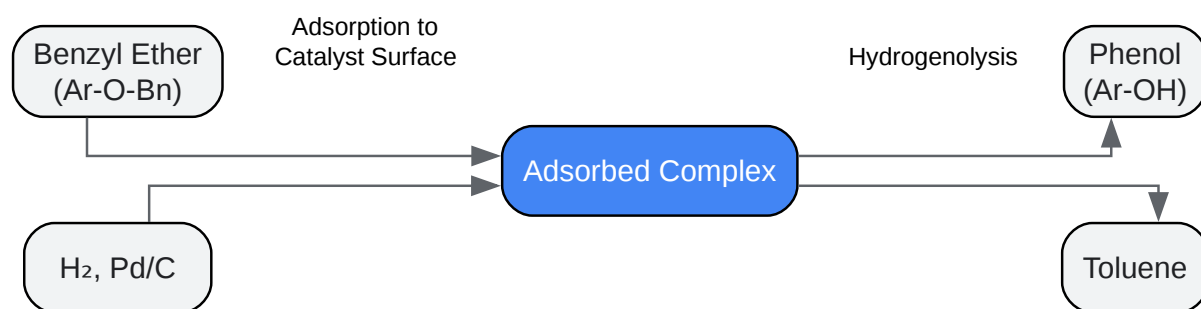 Benzyl Ether
(Ar-O-Bn)
Adsorption to
Catalyst Surface
Hydrogenolysis
Phenol
(Ar-OH)
Adsorbed Complex
H₂, Pd/C
Toluene